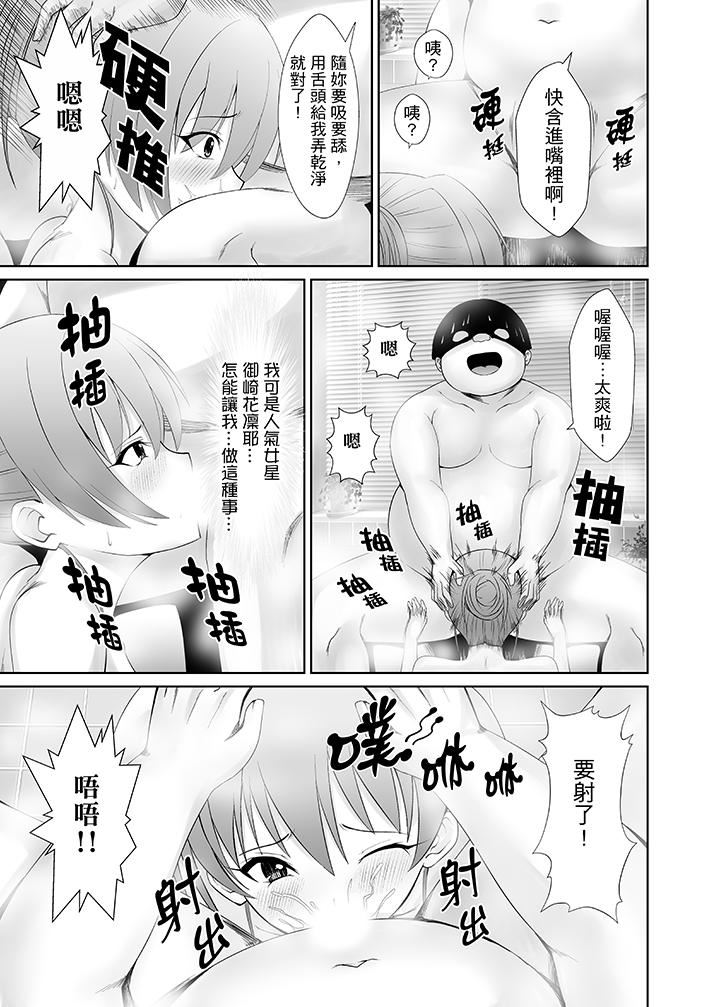 咦？
咦？
快含進嘴裡啊！
硬挺
硬挺
隨妳要吸要舔，
用舌頭給我弄乾淨
就對了！
硬推
嗯嗯
喔喔喔…太爽啦！
嗯
嗯
抽插
抽插
抽插
抽插
我可是人氣女星
御崎花凜耶…
怎能讓我…做這種事…
抽插
抽插
抽插
要射了！
噗咻咻
射出
射出
唔唔!!